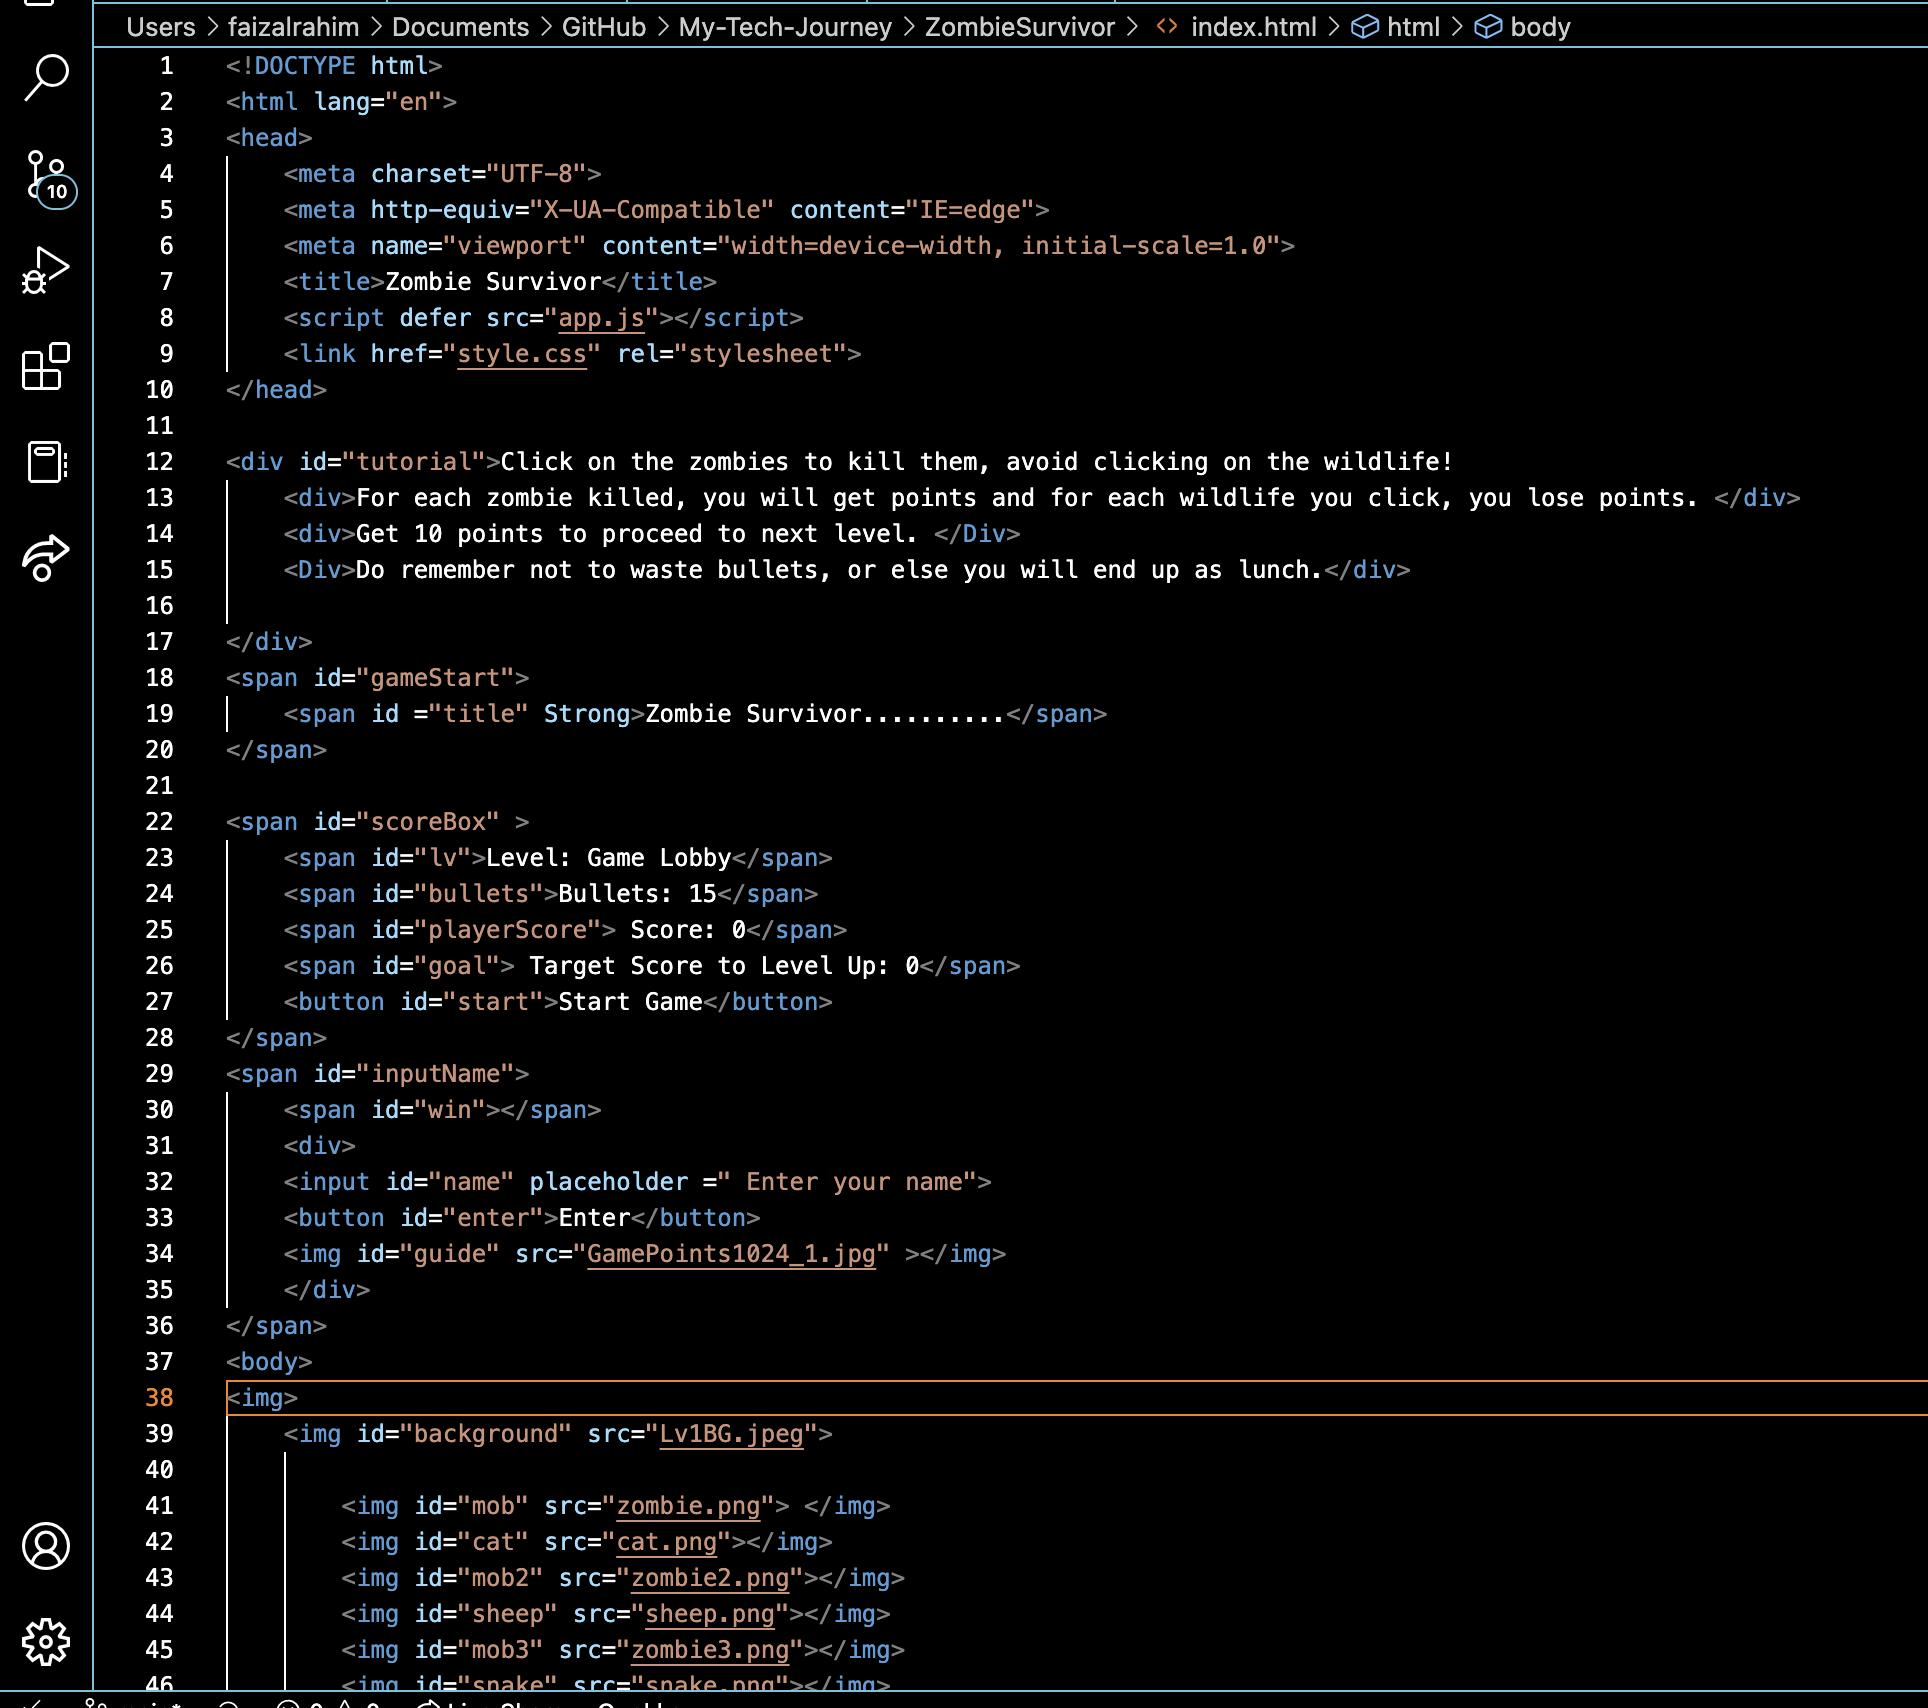 Users > faizalrahim > Documents > GitHub > My-Tech-Journey > ZombieSurvivor > <> index.html > html > body
10
1 <!DOCTYPE html>
2 <html lang="en">
3 <head>
4     <meta charset="UTF-8">
5     <meta http-equiv="X-UA-Compatible" content="IE=edge">
6     <meta name="viewport" content="width=device-width, initial-scale=1.0">
7     <title>Zombie Survivor</title>
8     <script defer src="app.js"></script>
9     <link href="style.css" rel="stylesheet">
10 </head>
11
12 <div id="tutorial">Click on the zombies to kill them, avoid clicking on the wildlife!
13     <div>For each zombie killed, you will get points and for each wildlife you click, you lose points. </div>
14     <div>Get 10 points to proceed to next level. </Div>
15     <Div>Do remember not to waste bullets, or else you will end up as lunch.</div>
16
17 </div>
18 <span id="gameStart">
19     <span id ="title" Strong>Zombie Survivor..........</span>
20 </span>
21
22 <span id="scoreBox" >
23     <span id="lv">Level: Game Lobby</span>
24     <span id="bullets">Bullets: 15</span>
25     <span id="playerScore"> Score: 0</span>
26     <span id="goal"> Target Score to Level Up: 0</span>
27     <button id="start">Start Game</button>
28 </span>
29 <span id="inputName">
30     <span id="win"></span>
31     <div>
32     <input id="name" placeholder =" Enter your name">
33     <button id="enter">Enter</button>
34     <img id="guide" src="GamePoints1024_1.jpg" ></img>
35     </div>
36 </span>
37 <body>
38 <img>
39     <img id="background" src="Lv1BG.jpeg">
40
41         <img id="mob" src="zombie.png"> </img>
42         <img id="cat" src="cat.png"></img>
43         <img id="mob2" src="zombie2.png"></img>
44         <img id="sheep" src="sheep.png"></img>
45         <img id="mob3" src="zombie3.png"></img>
46         <img id="snake" src="snake.png"></img>